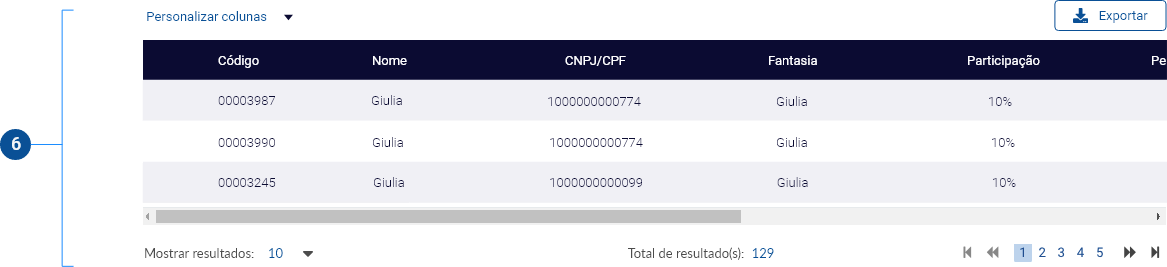 Personalizar colunas Exportar
Código Nome CNPJ/CPF Fantasia Participação Pe
00003987 Giulia 1000000000774 Giulia 10%
6
00003990 Giulia 1000000000774 Giulia 10%
00003245 Giulia 1000000000099 Giulia 10%
Mostrar resultados: 10 Total de resultado(s): 129 1 2 3 4 5